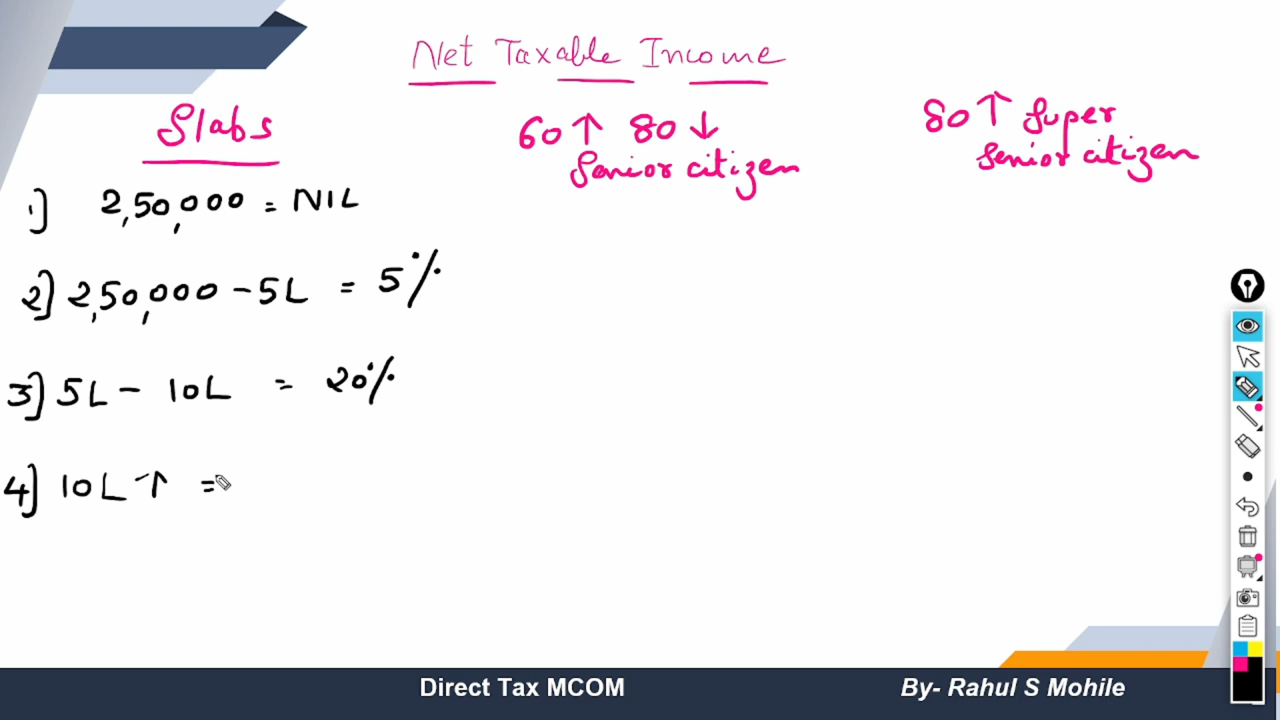 Net Taxable Income
Slabs
1] 2,50,000 = NIL
2] 2,50,000 - 5L = 5%
3] 5L - 10L = 20%
4] 10L ↑ =
60 ↑ 80 ↓
Senior citizen
80 ↑ Super
Senior citizen
Direct Tax MCOM
By- Rahul S Mohile